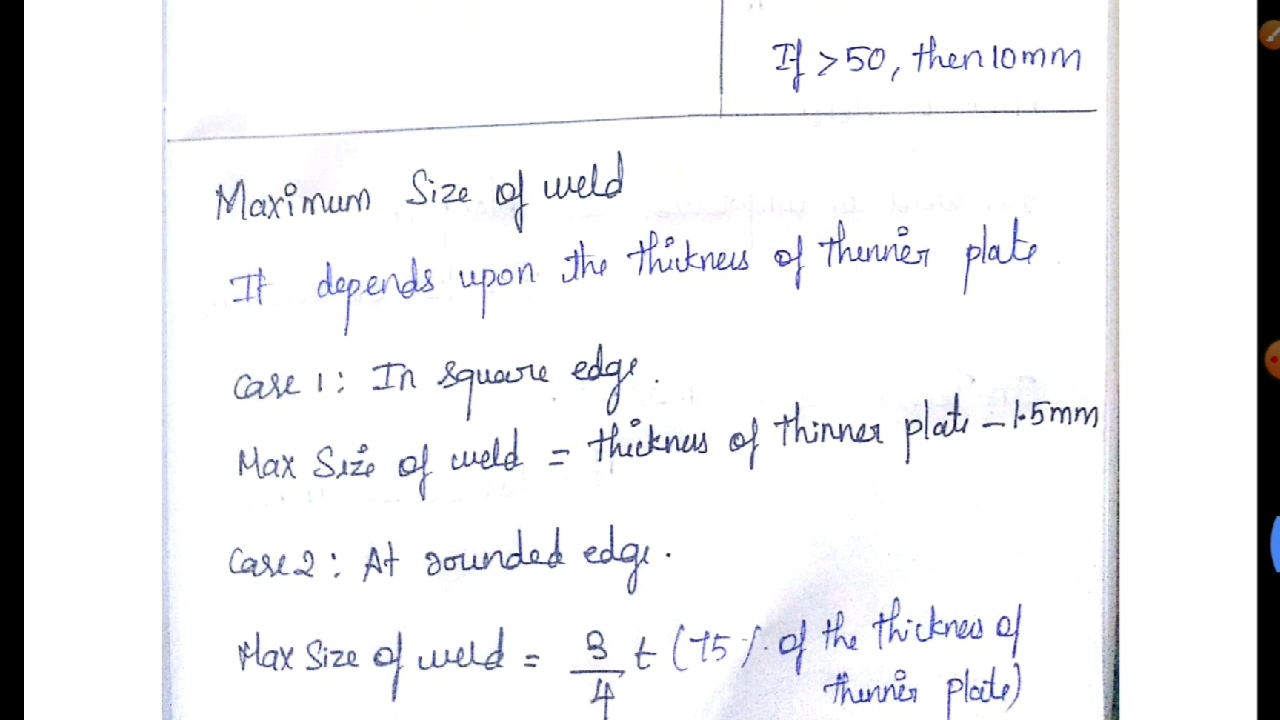 If > 50, then 10mm
Maximum Size of weld
It depends upon the thickness of thinner plate
Case 1: In square edge.
Max Size of weld = thickness of thinner plate - 1.5mm
Case 2: At rounded edge.
Max Size of weld = 3/4 t (75% of the thickness of
thinner plate)